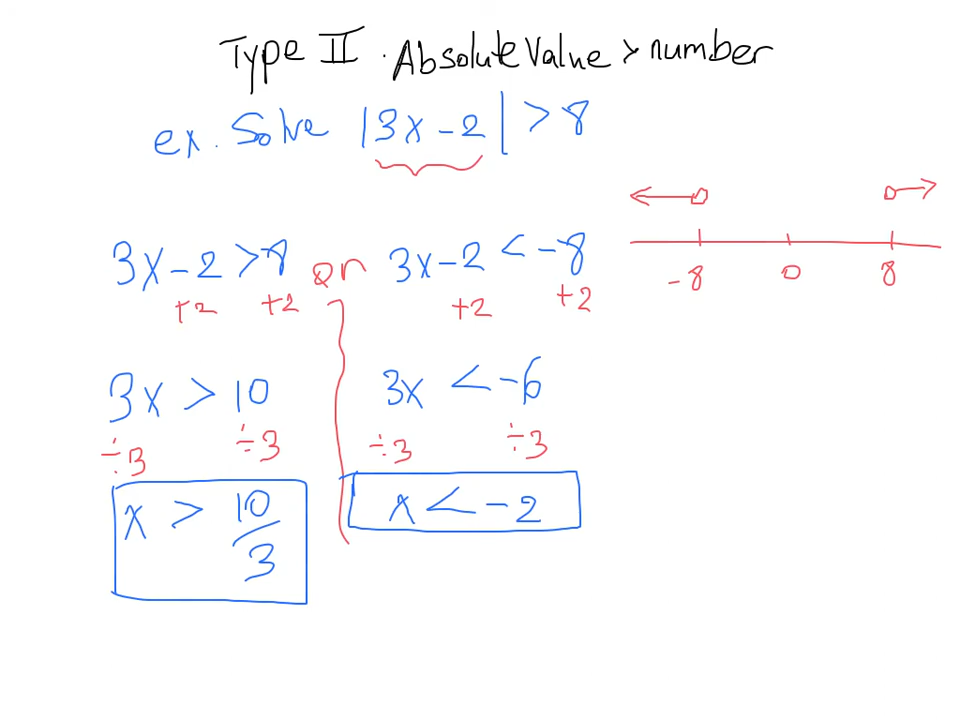 Type II . Absolute Value > number
ex. Solve |3x - 2| > 8
3x - 2 > 8 or 3x - 2 < -8
+2 +2 +2 +2
-8 0 8
3x > 10 3x < -6
÷3 ÷3 ÷3 ÷3
x > 10/3 x < -2